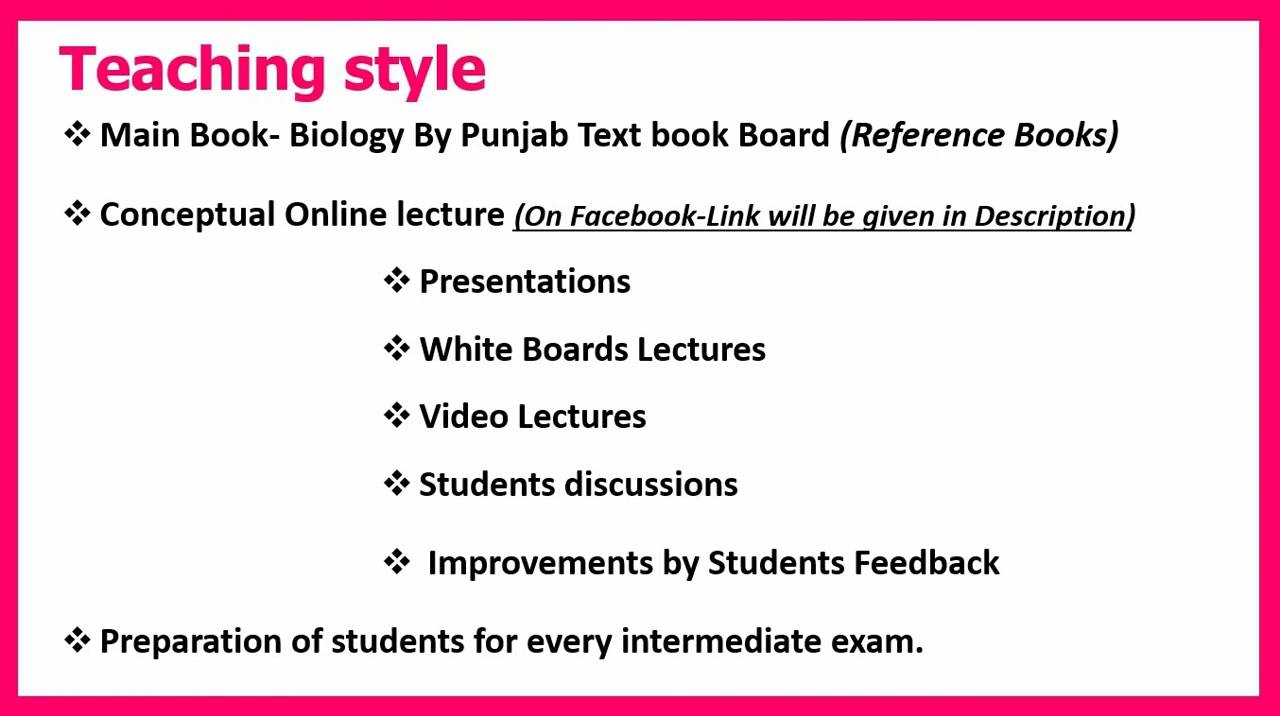 Teaching style
❖ Main Book- Biology By Punjab Text book Board (Reference Books)
❖ Conceptual Online lecture (On Facebook-Link will be given in Description)
❖ Presentations
❖ White Boards Lectures
❖ Video Lectures
❖ Students discussions
❖ Improvements by Students Feedback
❖ Preparation of students for every intermediate exam.